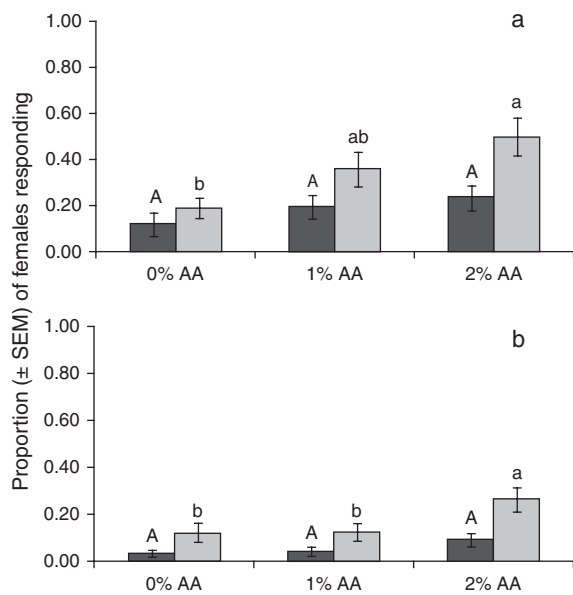 Proportion (± SEM) of females responding
a
1.00
0.80
0.60
0.40
0.20
0.00
A
b
A
ab
A
a
0% AA
1% AA
2% AA
b
1.00
0.80
0.60
0.40
0.20
0.00
A
b
A
b
A
a
0% AA
1% AA
2% AA